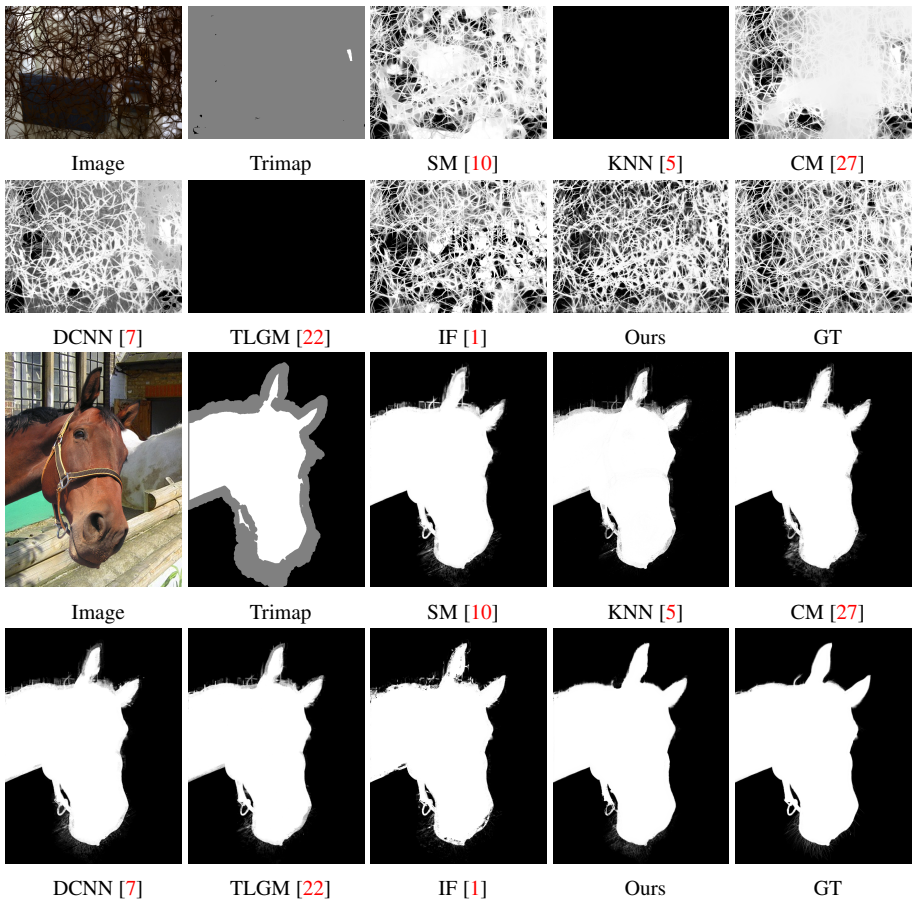 Image Trimap SM [10] KNN [5] CM [27]
DCNN [7] TLGM [22] IF [1] Ours GT
Image Trimap SM [10] KNN [5] CM [27]
DCNN [7] TLGM [22] IF [1] Ours GT